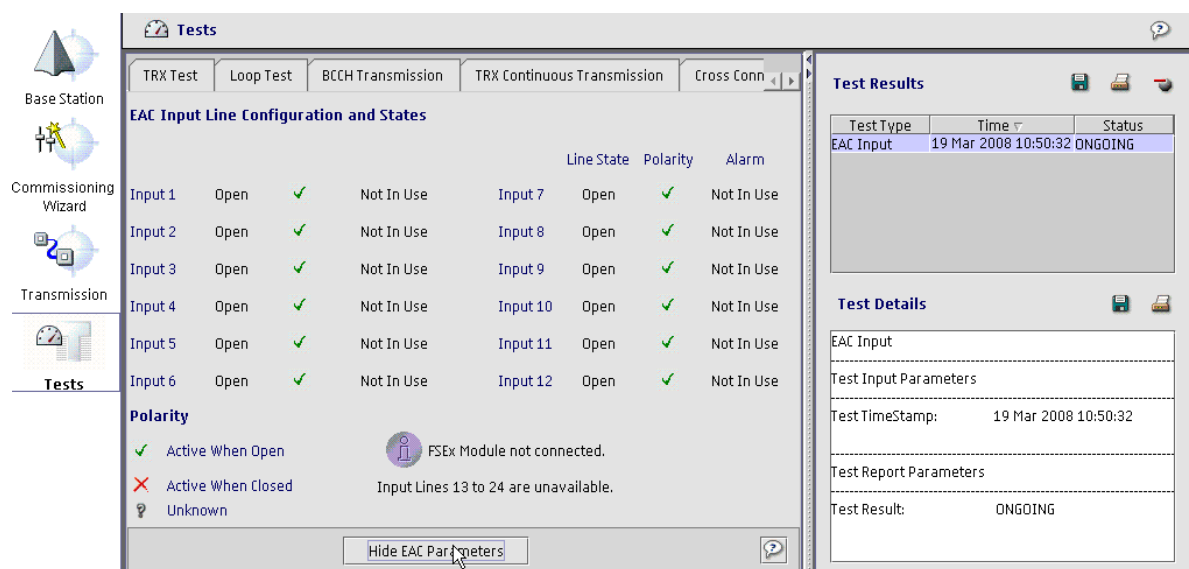 Base Station
Commissioning
Wizard
Transmission
Tests
Tests
TRX Test
Loop Test
BCCH Transmission
TRX Continuous Transmission
Cross Conn
EAC Input Line Configuration and States
Line State Polarity Alarm
Input 1 Open Not In Use Input 7 Open Not In Use
Input 2 Open Not In Use Input 8 Open Not In Use
Input 3 Open Not In Use Input 9 Open Not In Use
Input 4 Open Not In Use Input 10 Open Not In Use
Input 5 Open Not In Use Input 11 Open Not In Use
Input 6 Open Not In Use Input 12 Open Not In Use
Polarity
Active When Open
Active When Closed
? Unknown
i FSEx Module not connected.
Input Lines 13 to 24 are unavailable.
Hide EAC Parameters
?
?
Test Results
Test Type Time Status
EAC Input 19 Mar 2008 10:50:32 ONGOING
Test Details
EAC Input
Test Input Parameters
Test TimeStamp: 19 Mar 2008 10:50:32
Test Report Parameters
Test Result: ONGOING